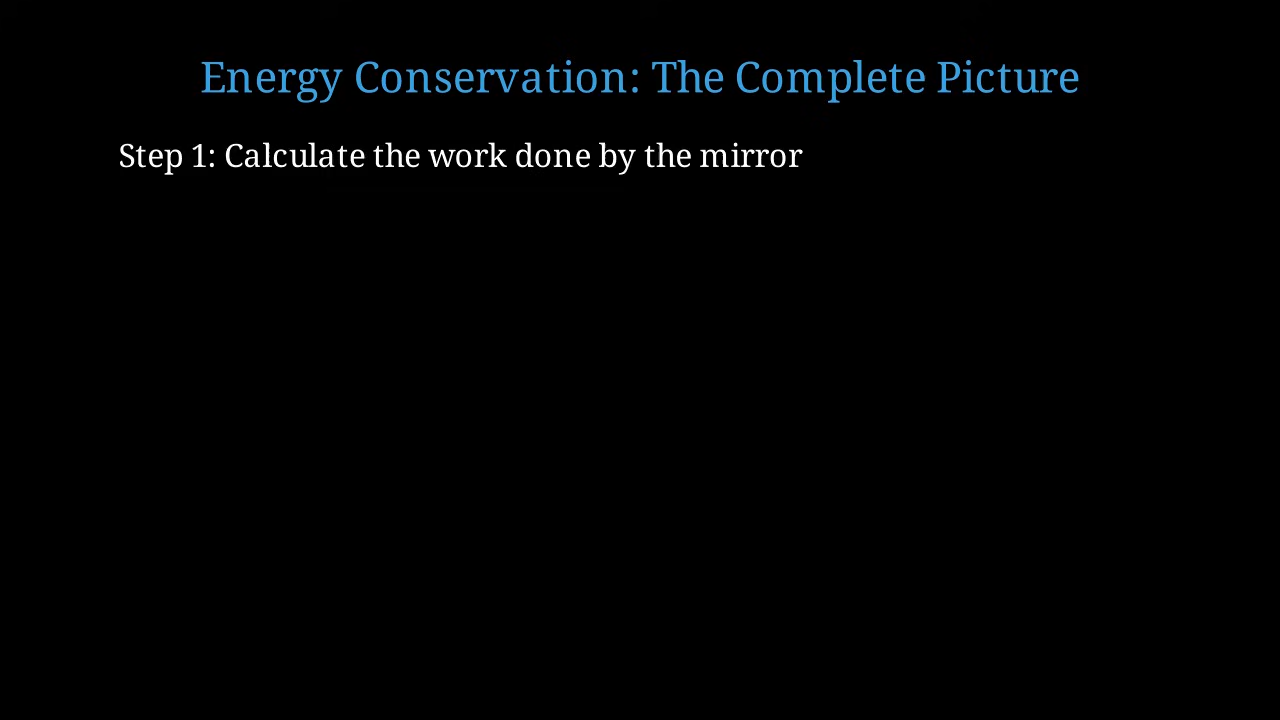 Energy Conservation: The Complete Picture
Step 1: Calculate the work done by the mirror